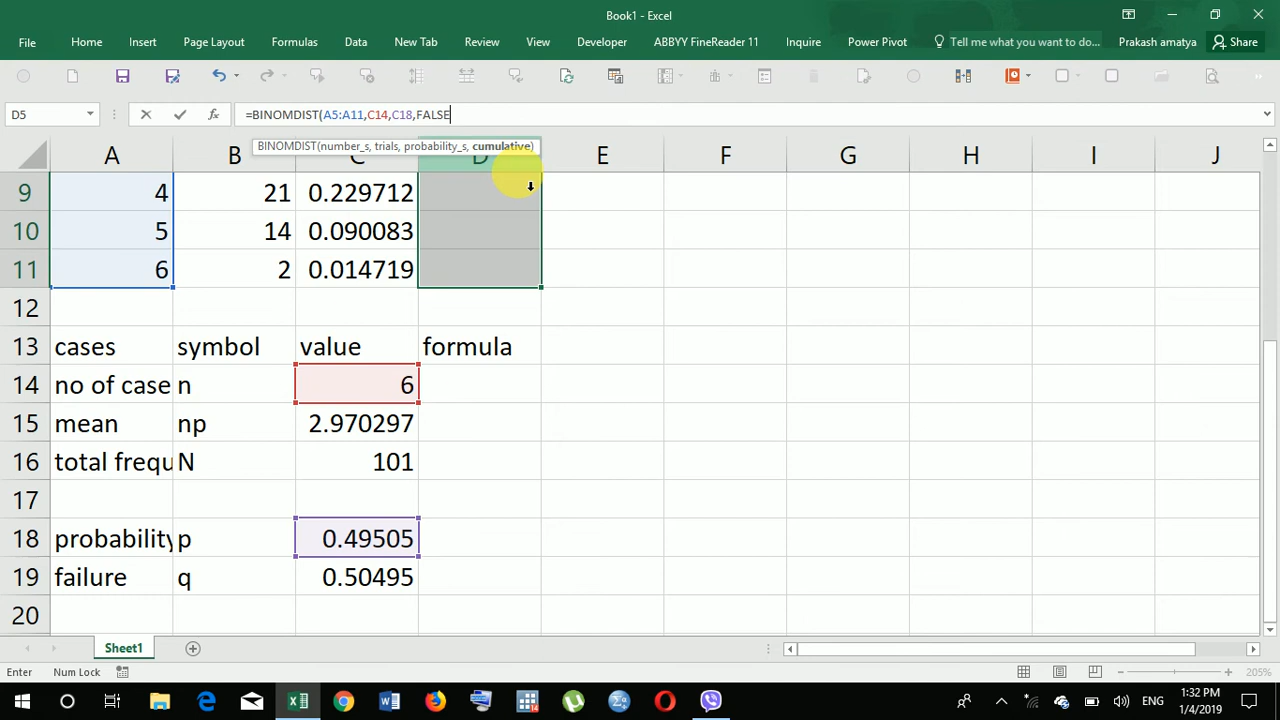 Book1 - Excel
File Home Insert Page Layout Formulas Data New Tab Review View Developer ABBYY FineReader 11 Inquire Power Pivot Tell me what you want to do... Prakash amatya Share
D5 fx =BINOMDIST(A5:A11,C14,C18,FALSE
BINOMDIST(number_s, trials, probability_s, cumulative)
A B C D E F G H I J
9 4 21 0.229712
10 5 14 0.090083
11 6 2 0.014719
12
13 cases symbol value formula
14 no of case n 6
15 mean np 2.970297
16 total frequ N 101
17
18 probability p 0.49505
19 failure q 0.50495
20
Sheet1
Enter Num Lock 205%
ENG 1:32 PM
1/4/2019